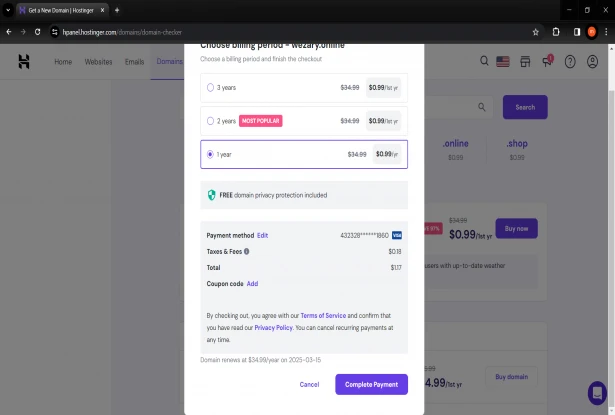 Get a New Domain | Hostinger
hpanel.hostinger.com/domains/domain-checker
Home Websites Emails Domains
Choose billing period - wezary.online
Choose a billing period and finish the checkout
3 years $34.99 $0.99/1st yr
2 years MOST POPULAR $34.99 $0.99/1st yr
1 year $34.99 $0.99/yr
FREE domain privacy protection included
Payment method Edit 432328******1860 VISA
Taxes & Fees $0.18
Total $1.17
Coupon code Add
By checking out, you agree with our Terms of Service and confirm that
you have read our Privacy Policy. You can cancel recurring payments at
any time.
Domain renews at $34.99/year on 2025-03-15
Cancel Complete Payment
Search
.online .shop
$0.99 $0.99
$34.99
$0.99/1st yr Buy now
users with up-to-date weather
4.99/1st yr Buy domain